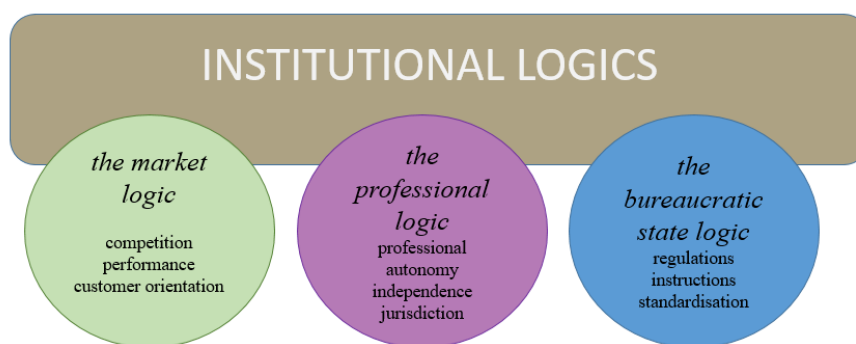 INSTITUTIONAL LOGICS
the market
logic
competition
performance
customer orientation
the
professional
logic
professional
autonomy
independence
jurisdiction
the
bureaucratic
state logic
regulations
instructions
standardisation